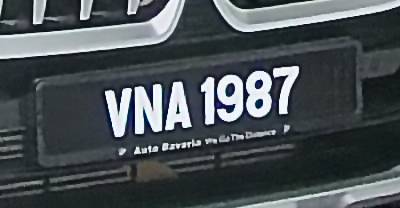 VNA 1987
Auto Bavaria We Go The Distance